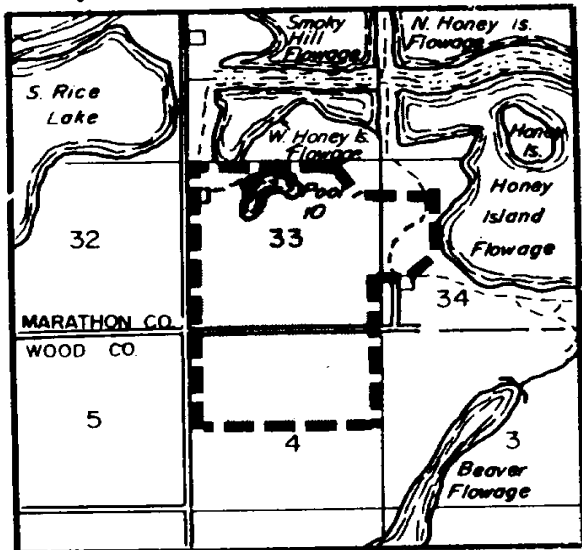 Smoky
Hill
Flowage
N. Honey Is.
Flowage
S. Rice
Lake
W. Honey Is.
Flowage
Honey
Is.
Pool
10
Honey
Island
Flowage
32
33
34
MARATHON CO.
WOOD CO.
5
4
3
Beaver
Flowage